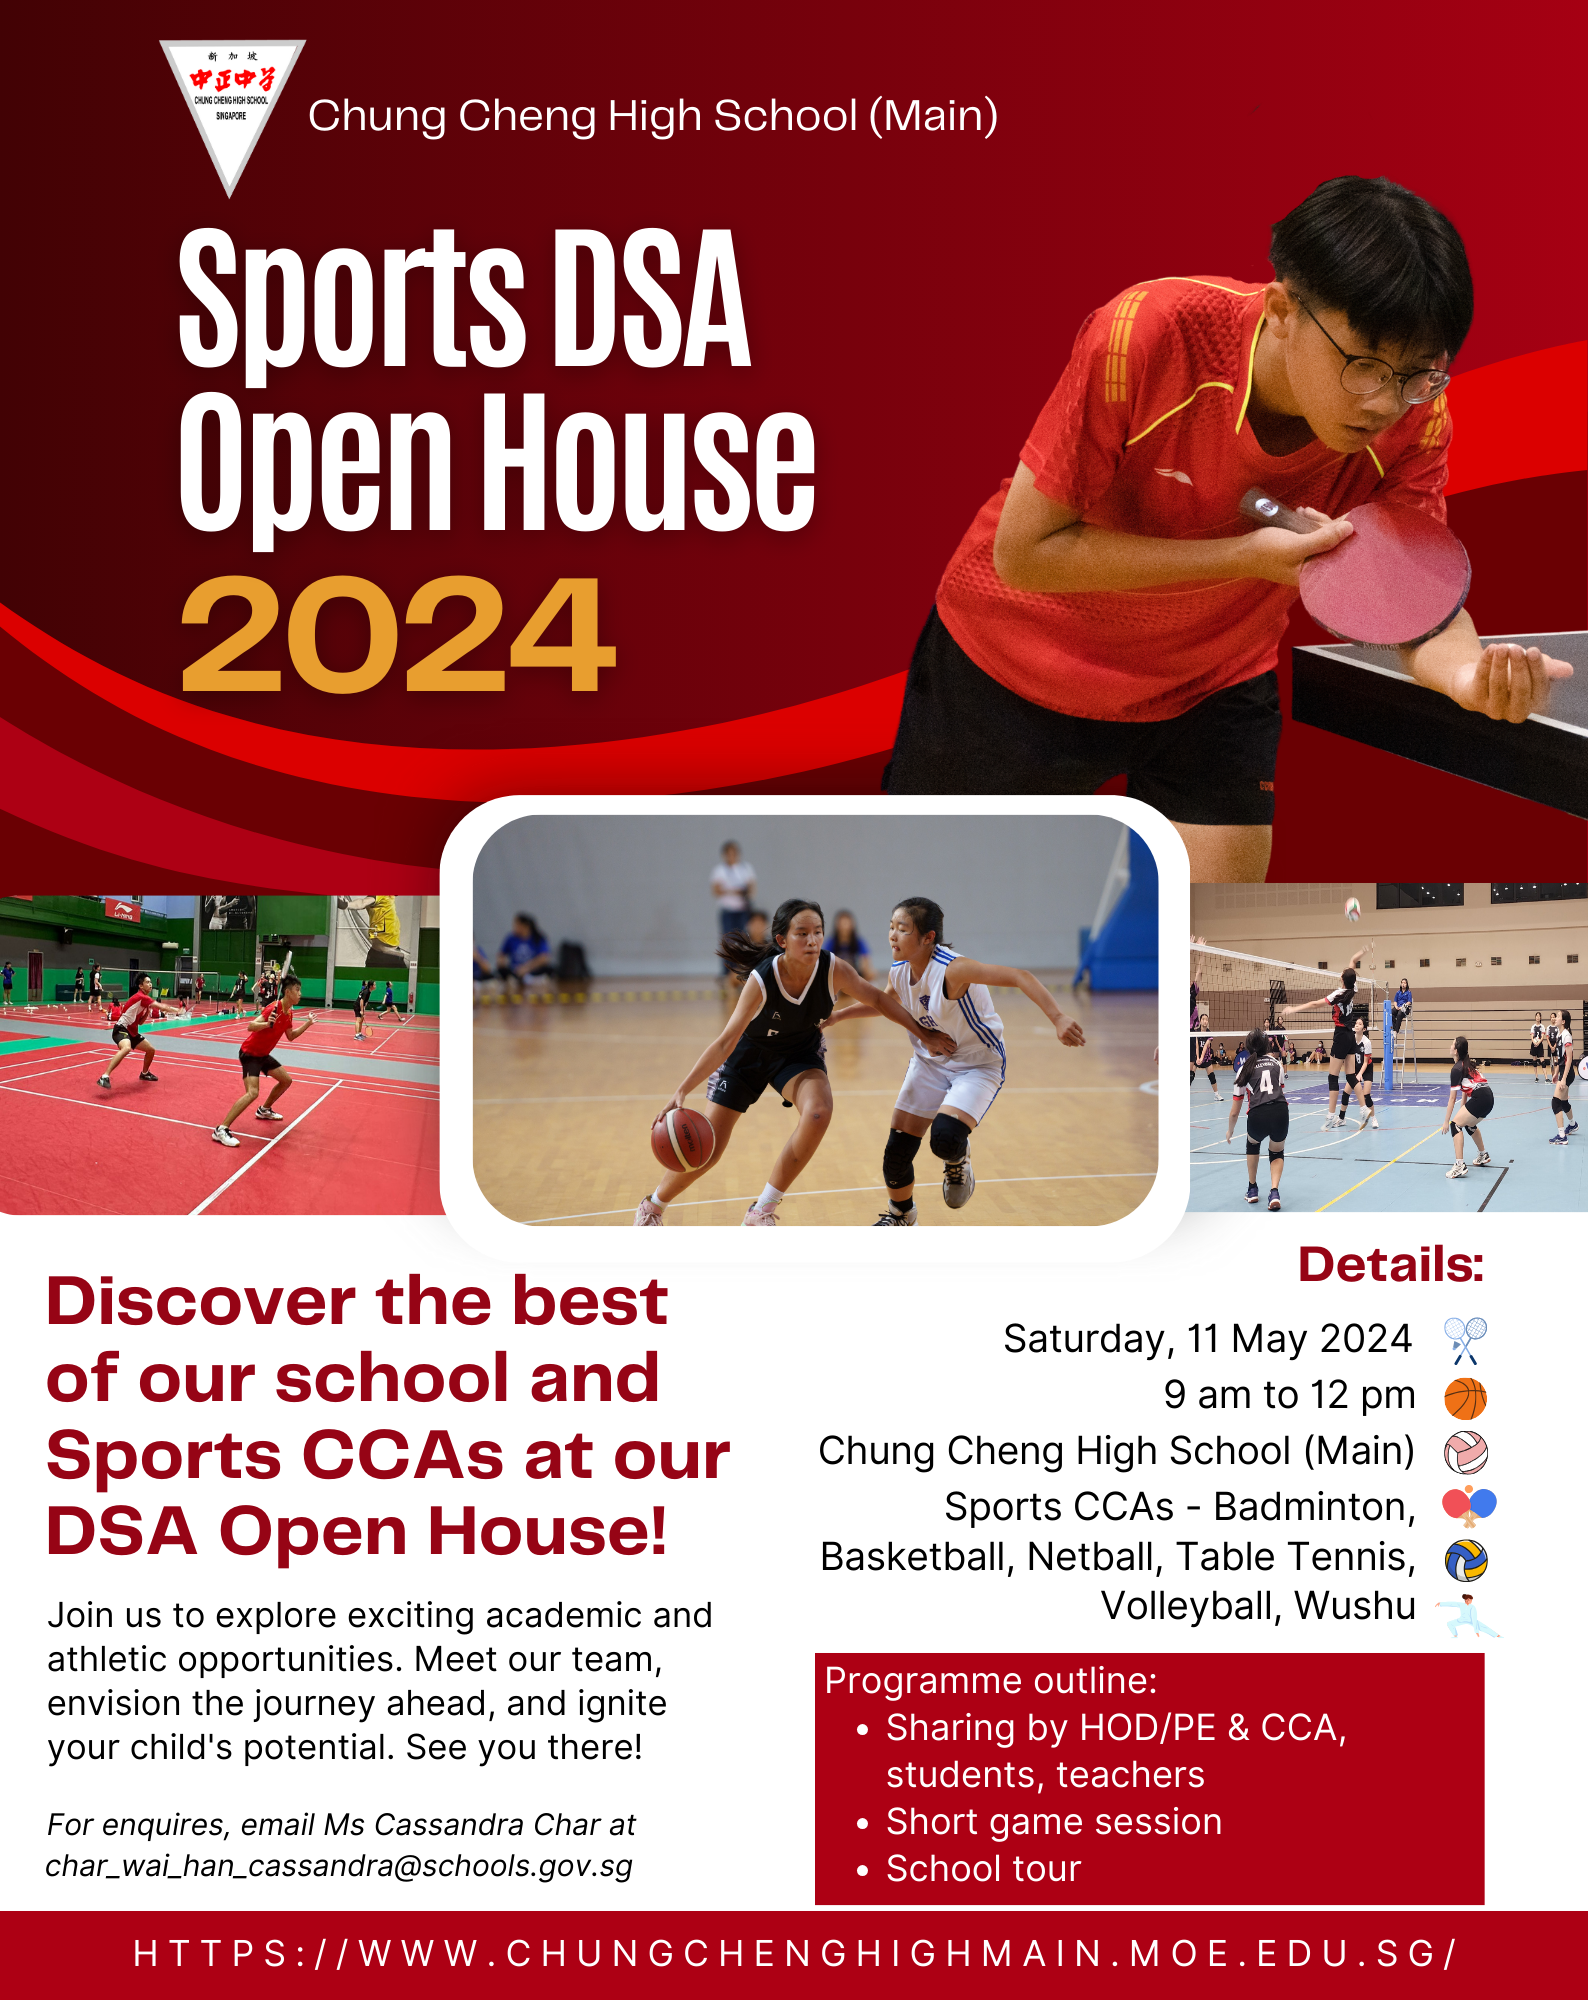 新 加 坡
中正中学
CHUNG CHENG HIGH SCHOOL
SINGAPORE
Chung Cheng High School (Main)
Sports DSA
Open House
2024
LI-NING
4
Discover the best
of our school and
Sports CCAs at our
DSA Open House!
Join us to explore exciting academic and
athletic opportunities. Meet our team,
envision the journey ahead, and ignite
your child's potential. See you there!
For enquires, email Ms Cassandra Char at
char_wai_han_cassandra@schools.gov.sg
Details:
Saturday, 11 May 2024
9 am to 12 pm
Chung Cheng High School (Main)
Sports CCAs - Badminton,
Basketball, Netball, Table Tennis,
Volleyball, Wushu
Programme outline:
• Sharing by HOD/PE & CCA,
students, teachers
• Short game session
• School tour
HTTPS://WWW.CHUNGCHENGHIGHMAIN.MOE.EDU.SG/